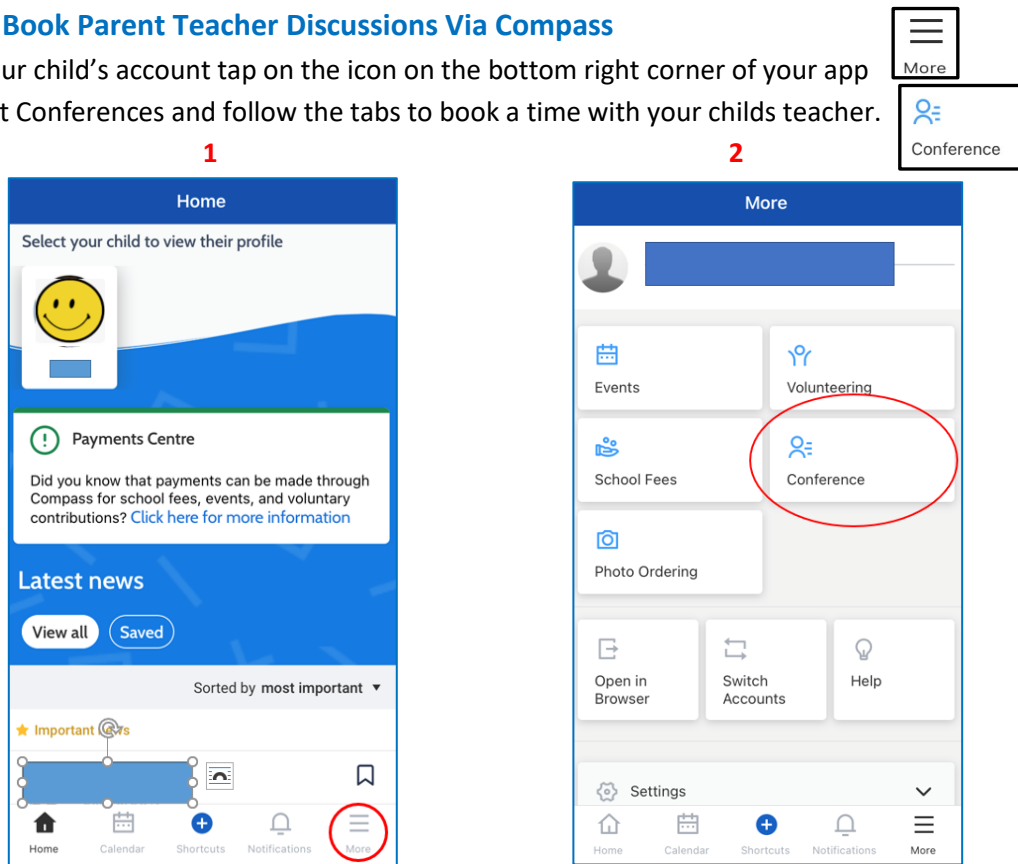 Book Parent Teacher Discussions Via Compass
ur child's account tap on the icon on the bottom right corner of your app
More
t Conferences and follow the tabs to book a time with your childs teacher.
Conference
1
2
Home
Select your child to view their profile
Payments Centre
Did you know that payments can be made through
Compass for school fees, events, and voluntary
contributions? Click here for more information
Latest news
View all
Saved
Sorted by most important
Important
Home
Calendar
Shortcuts
Notifications
More
More
Events
Volunteering
School Fees
Conference
Photo Ordering
Open in
Browser
Switch
Accounts
Help
Settings
Home
Calendar
Shortcuts
Notifications
More